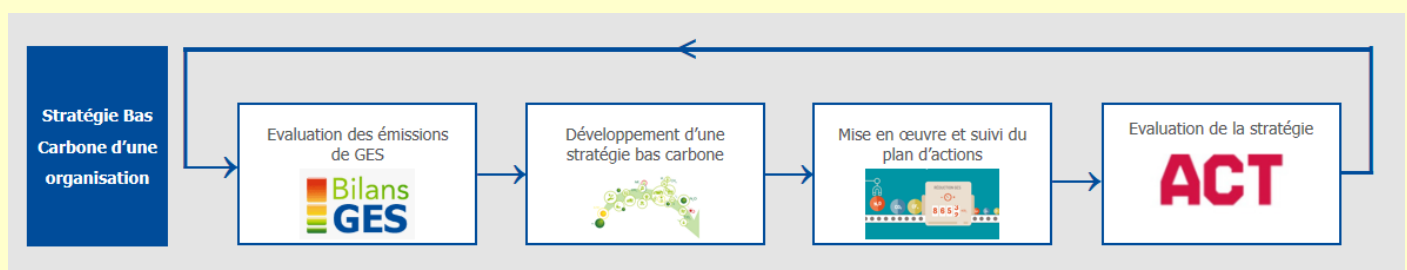 Stratégie Bas
Carbone d'une
organisation
Evaluation des émissions
de GES
Bilans
GES
Développement d'une
stratégie bas carbone
Mise en œuvre et suivi du
plan d'actions
Evaluation de la stratégie
ACT